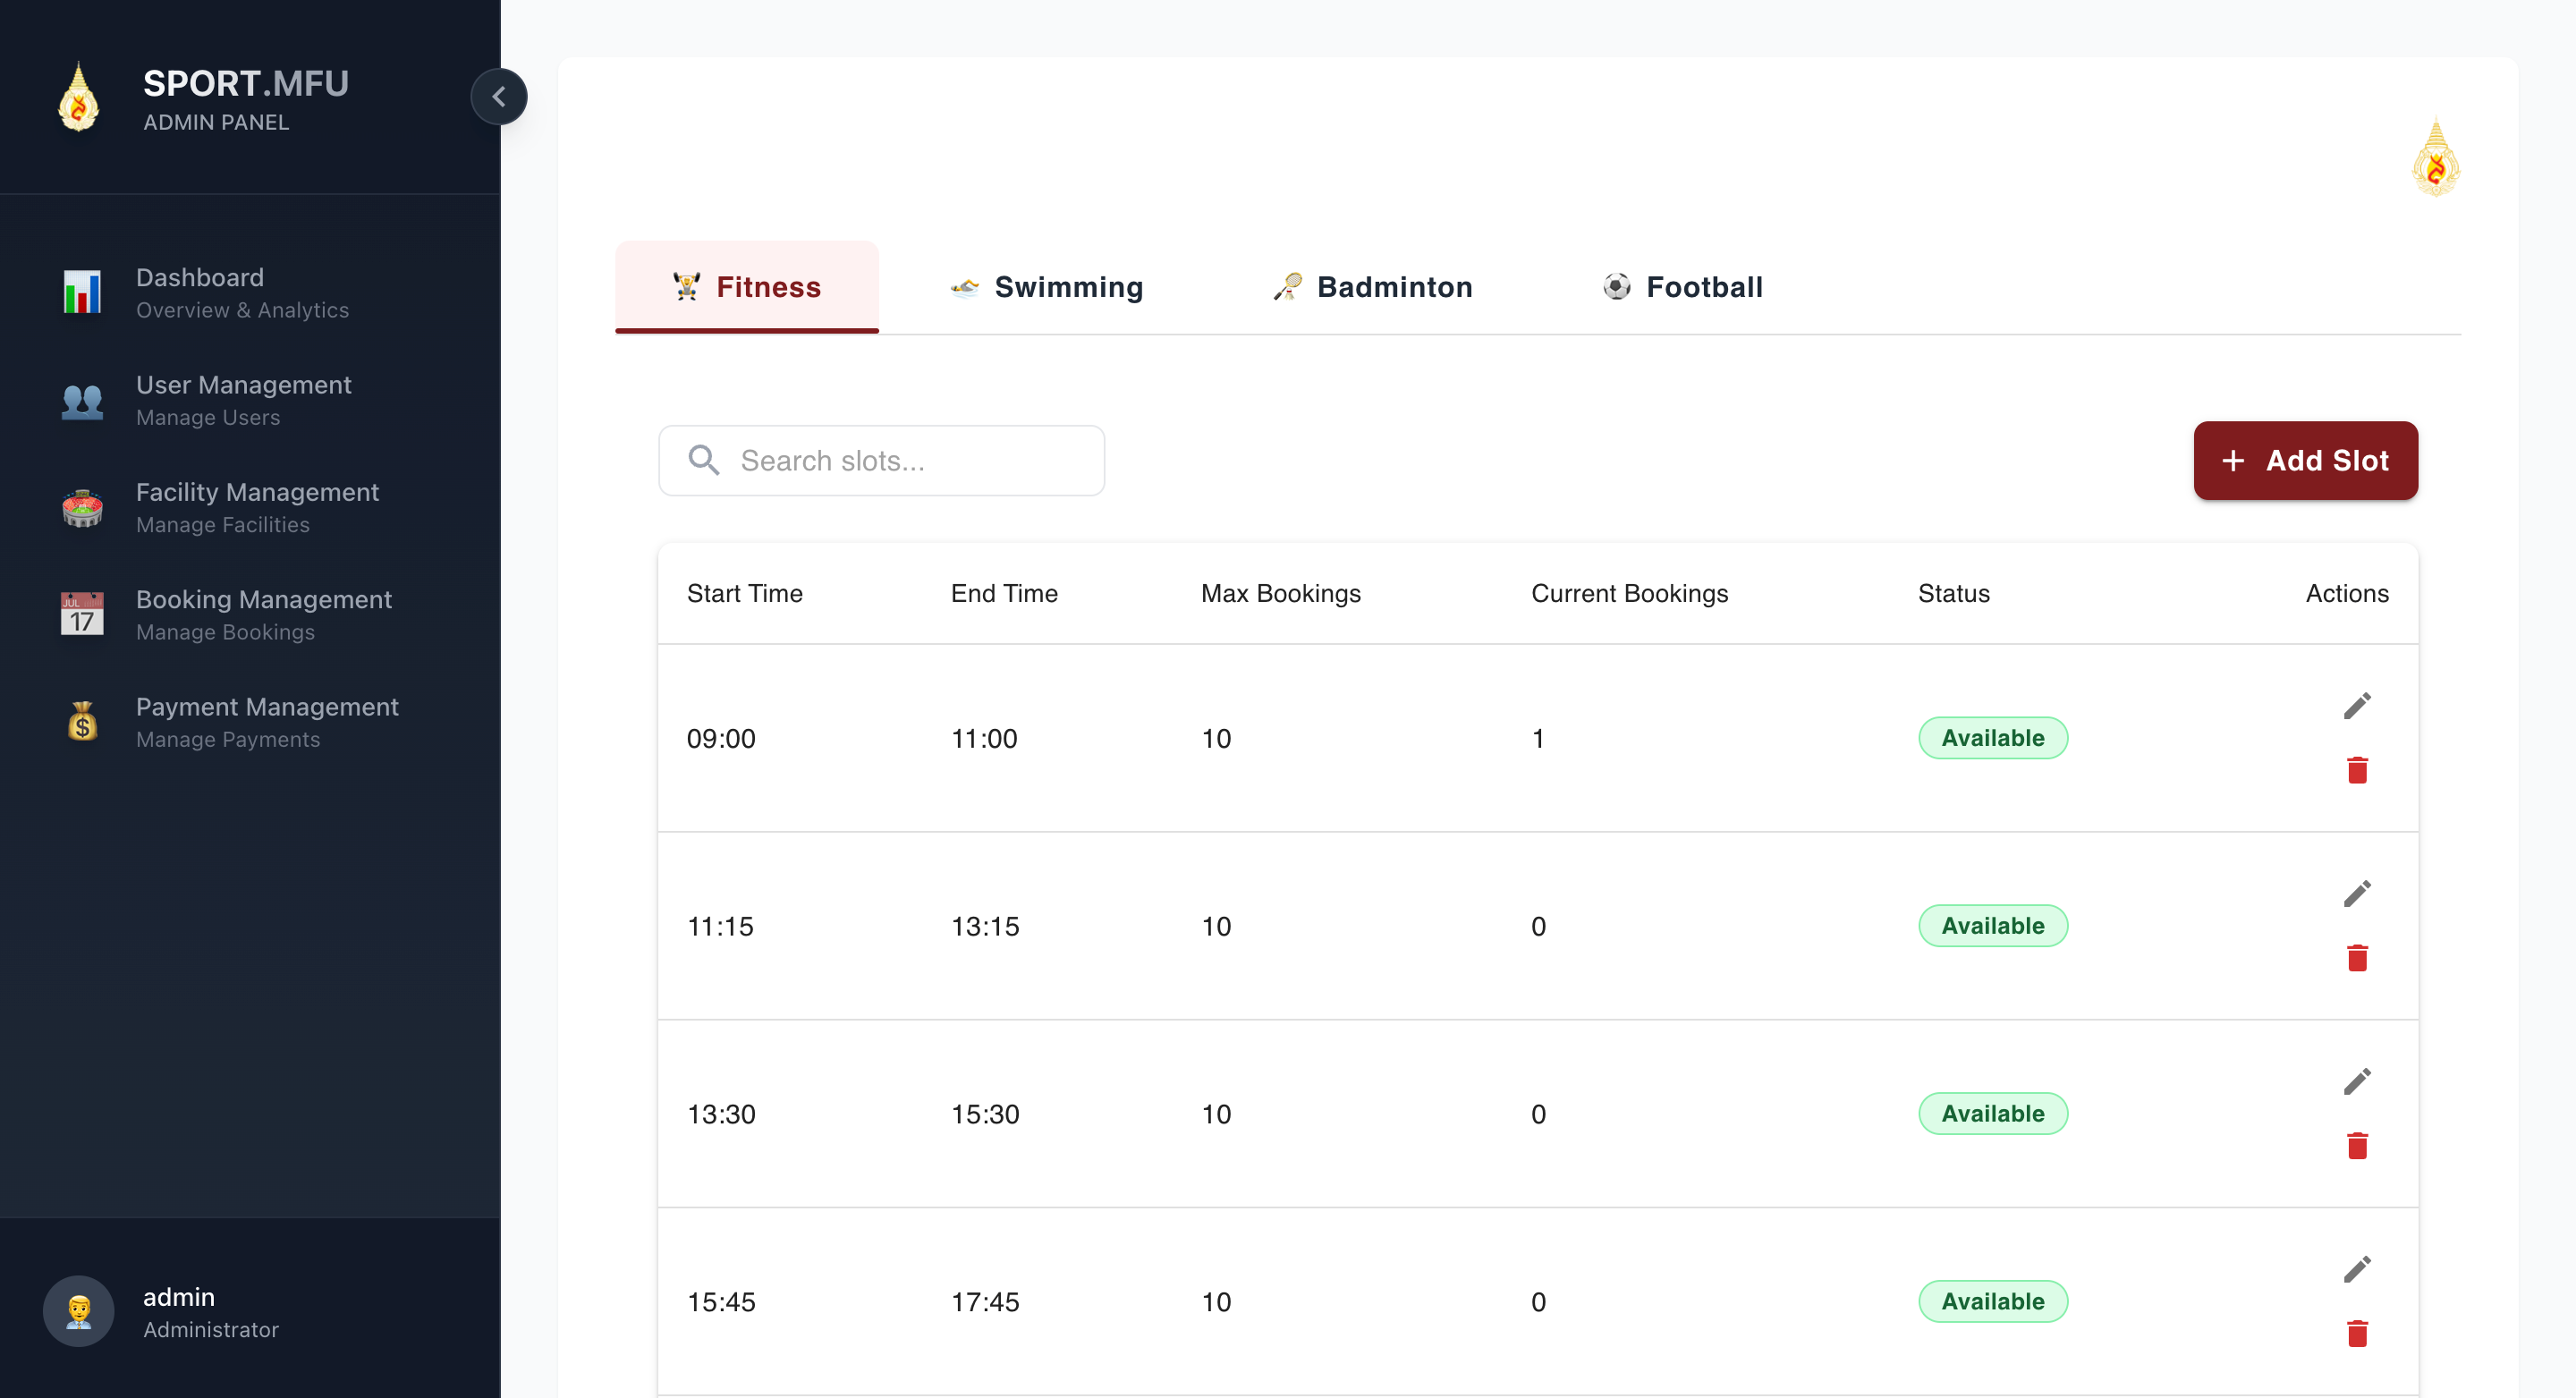 SPORT.MFU
ADMIN PANEL
Dashboard
Overview & Analytics
User Management
Manage Users
Facility Management
Manage Facilities
JUL
17
Booking Management
Manage Bookings
Payment Management
Manage Payments
admin
Administrator
Fitness Swimming Badminton Football
Search slots...
+ Add Slot
Start Time End Time Max Bookings Current Bookings Status Actions
09:00 11:00 10 1 Available
11:15 13:15 10 0 Available
13:30 15:30 10 0 Available
15:45 17:45 10 0 Available